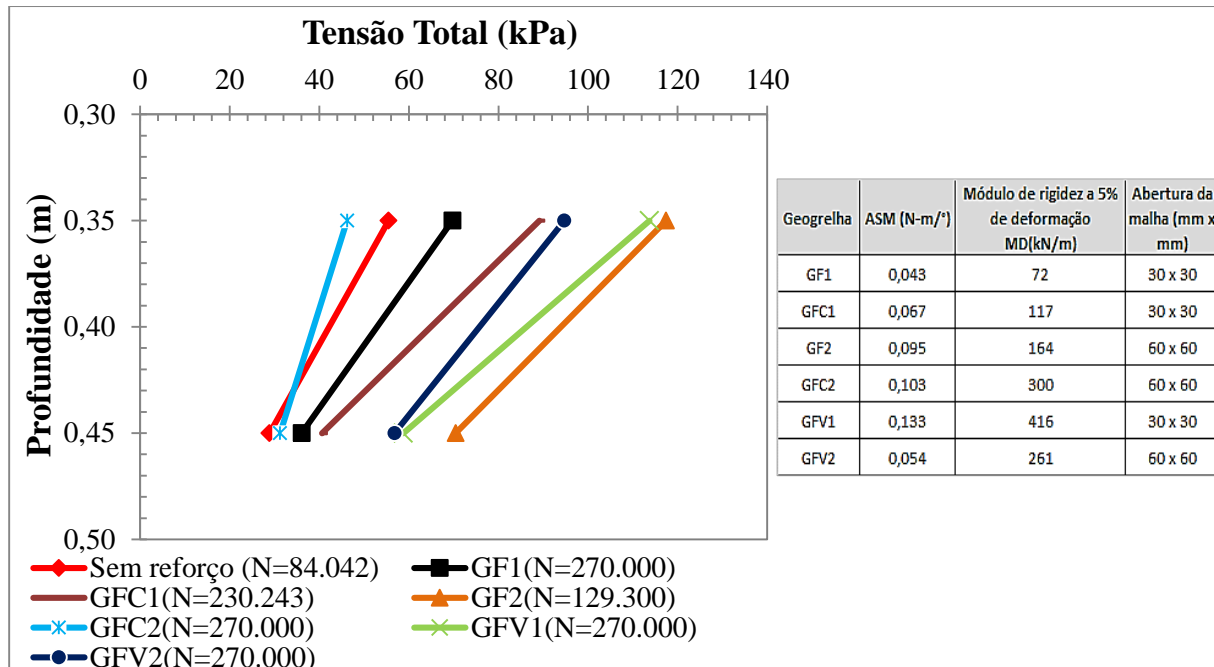 Tensão Total (kPa)
0 20 40 60 80 100 120 140
Profundidade (m)
0,30
0,35
0,40
0,45
0,50
Sem reforço (N=84.042)
GF1(N=270.000)
GFC1(N=230.243)
GF2(N=129.300)
GFC2(N=270.000)
GFV1(N=270.000)
GFV2(N=270.000)
Geogrelha ASM (N-m/°) Módulo de rigidez a 5% de deformação MD(kN/m) Abertura da malha (mm x mm)
GF1 0,043 72 30 x 30
GFC1 0,067 117 30 x 30
GF2 0,095 164 60 x 60
GFC2 0,103 300 60 x 60
GFV1 0,133 416 30 x 30
GFV2 0,054 261 60 x 60